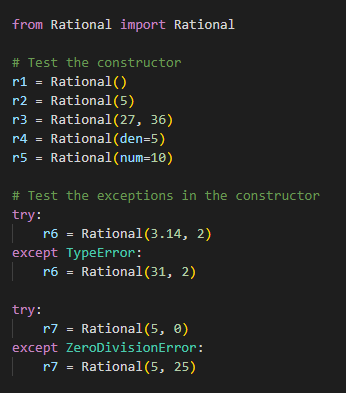 from Rational import Rational
# Test the constructor
r1 = Rational()
r2 = Rational(5)
r3 = Rational(27, 36)
r4 = Rational(den=5)
r5 = Rational(num=10)
# Test the exceptions in the constructor
try:
    r6 = Rational(3.14, 2)
except TypeError:
    r6 = Rational(31, 2)
try:
    r7 = Rational(5, 0)
except ZeroDivisionError:
    r7 = Rational(5, 25)